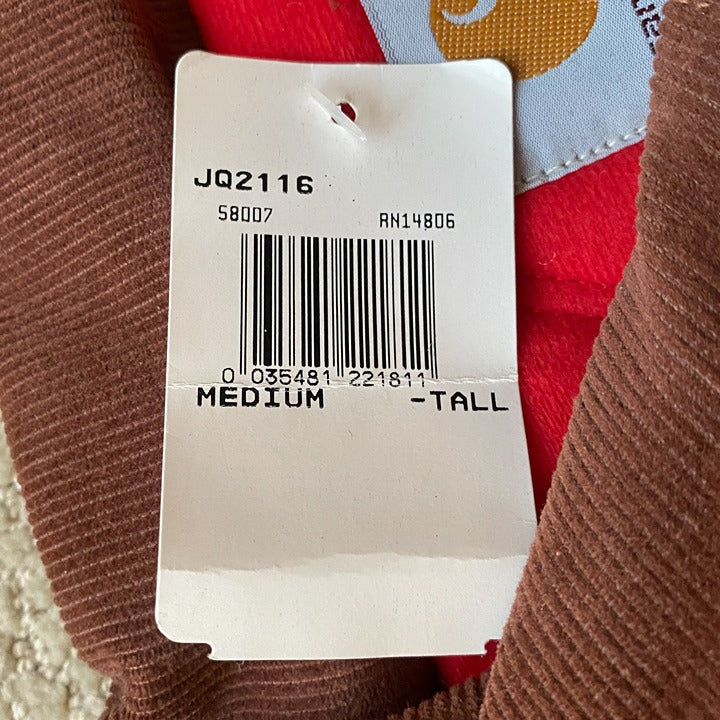 JQ2116
58007 RN14806
0 035481 221811
MEDIUM -TALL